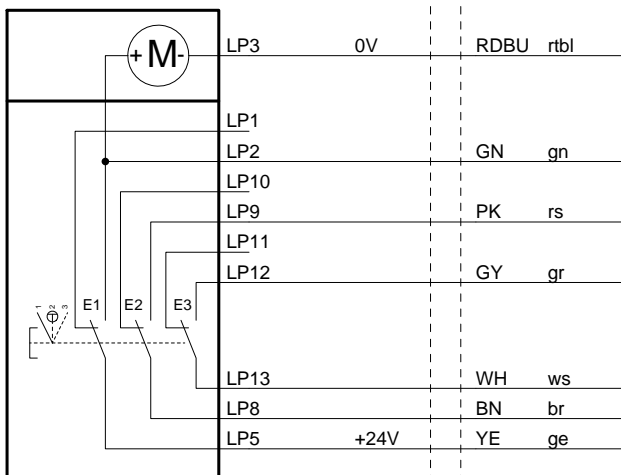 + M -
LP3 0V RDBU rtbl
LP1
LP2 GN gn
LP10
LP9 PK rs
LP11
LP12 GY gr
1 2 3
E1 E2 E3
LP13 WH ws
LP8 BN br
LP5 +24V YE ge